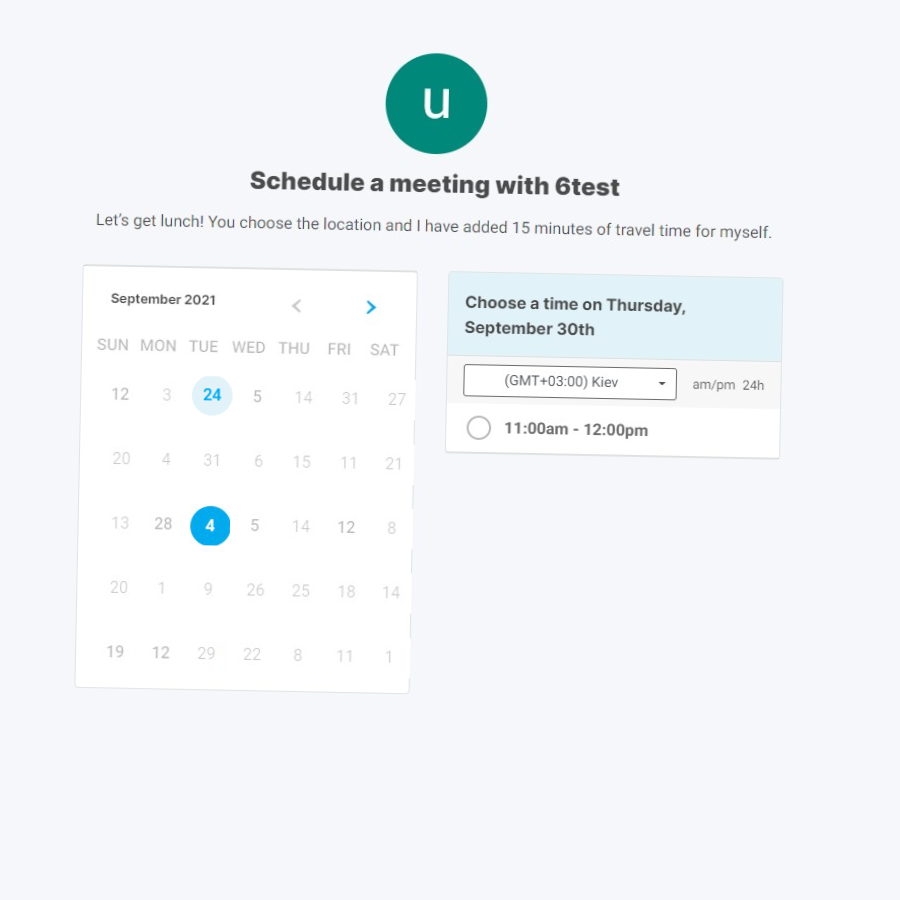 u
Schedule a meeting with 6test
Let's get lunch! You choose the location and I have added 15 minutes of travel time for myself.
September 2021
SUN MON TUE WED THU FRI SAT
12 3 24 5 14 31 27
20 4 31 6 15 11 21
13 28 4 5 14 12 8
20 1 9 26 25 18 14
19 12 29 22 8 11 1
Choose a time on Thursday,
September 30th
(GMT+03:00) Kiev am/pm 24h
11:00am - 12:00pm